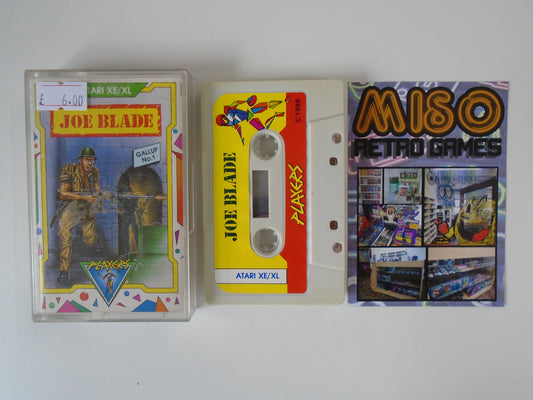 ATARI XE/XL
£ 6.00
JOE BLADE
GALLUP
No.1
PLAYERS
JOE BLADE
PLAYERS
© 1988
ATARI XE/XL
MISO
RETRO GAMES